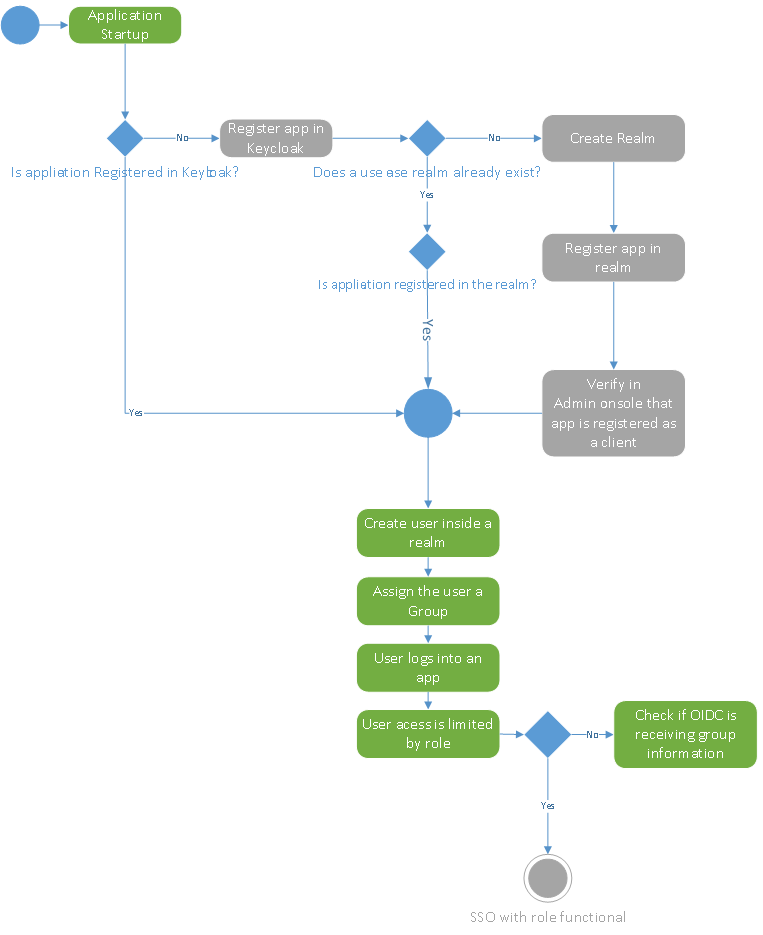 Application
Startup
No
Register app in
Keycloak
No
Create Realm
Is appliation Registered in Keyloak?
Does a use ase realm already exist?
Yes
Register app in
realm
Is appliation registered in the realm?
Yes
Verify in
Admin onsole that
app is registered as
a client
Yes
Create user inside a
realm
Assign the user a
Group
User logs into an
app
User acess is limited
by role
No
Check if OIDC is
receiving group
information
Yes
SSO with role functional